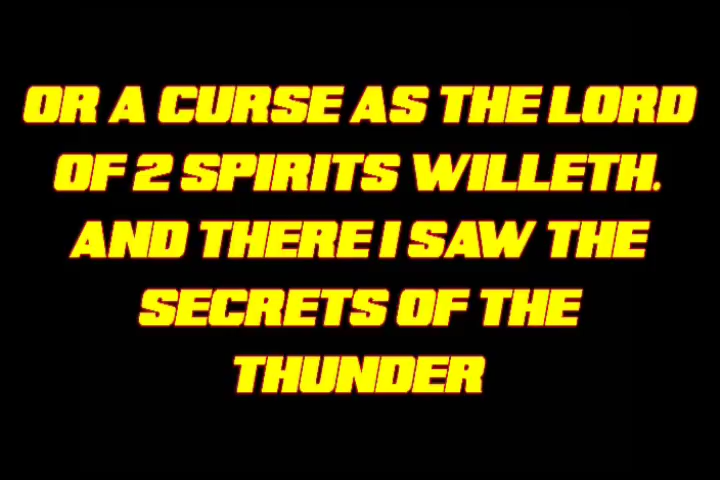 OR A CURSE AS THE LORD
OF 2 SPIRITS WILLETH.
AND THERE I SAW THE
SECRETS OF THE
THUNDER